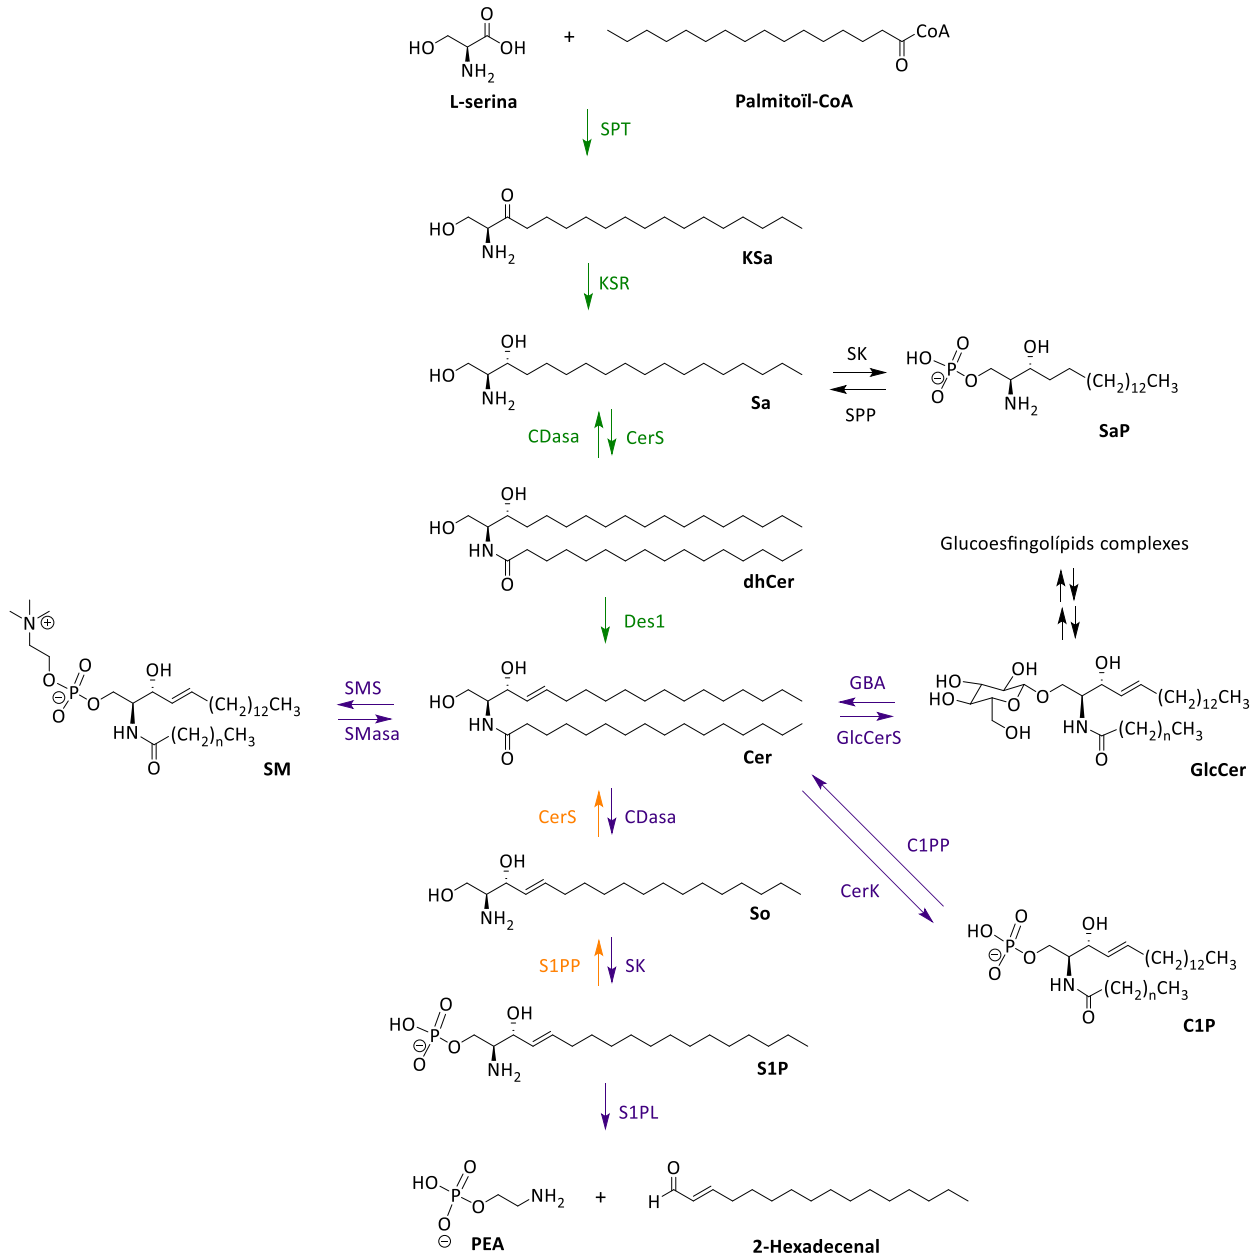 O
HO
OH
NH2
L-serina
+
CoA
O
Palmitoïl-CoA
SPT
O
HO
NH2
KSa
KSR
OH
HO
NH2
Sa
SK
SPP
O
HO
P
⊖
O
O
OH
NH2
(CH2)12CH3
SaP
CDasa
CerS
OH
HO
HN
O
dhCer
Glucoesfingolípids complexes
Des1
N
⊕
O
O
P
⊖
O
O
OH
(CH2)12CH3
HN
(CH2)nCH3
O
SM
SMS
SMasa
OH
HO
HN
O
Cer
GBA
GlcCerS
OH
HO
HO
O
O
OH
OH
(CH2)12CH3
NH
(CH2)nCH3
O
GlcCer
CerS
CDasa
C1PP
CerK
OH
HO
NH2
So
O
HO
P
⊖
O
O
OH
(CH2)12CH3
NH
(CH2)nCH3
O
C1P
S1PP
SK
O
HO
P
⊖
O
O
OH
NH2
S1P
S1PL
O
HO
P
O
O
⊖
NH2
PEA
+
O
H
2-Hexadecenal